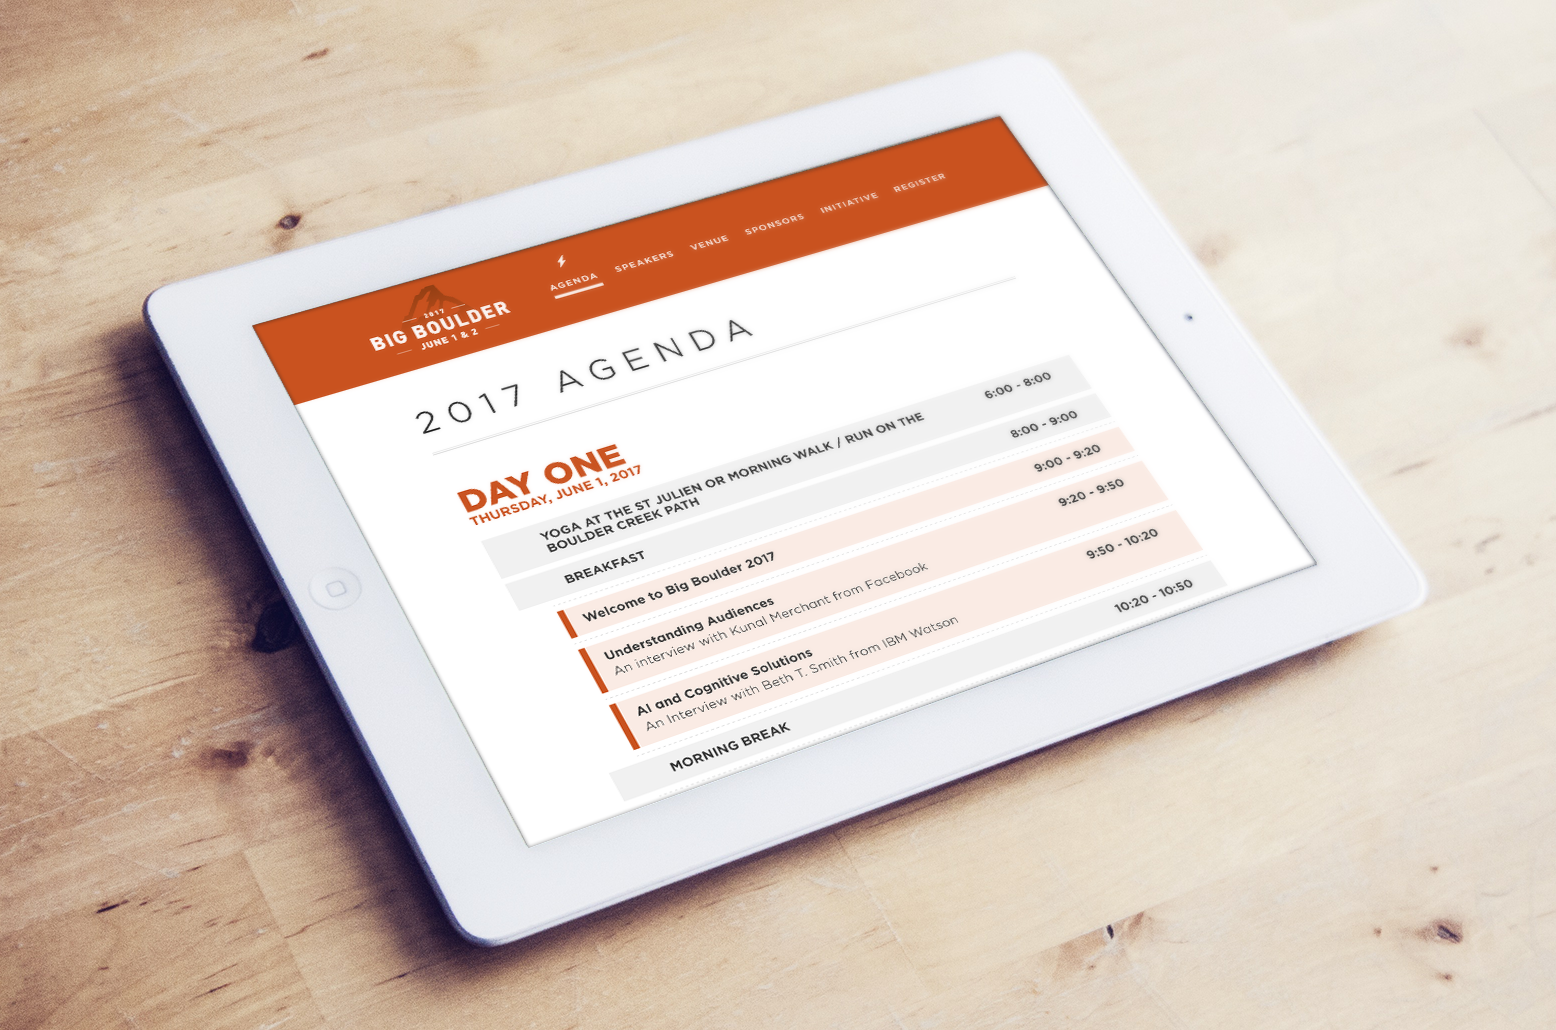 2017
BIG BOULDER
JUNE 1 & 2
AGENDA
SPEAKERS
VENUE
SPONSORS
INITIATIVE
REGISTER
2017 AGENDA
DAY ONE
THURSDAY, JUNE 1, 2017
YOGA AT THE ST JULIEN OR MORNING WALK / RUN ON THE
BOULDER CREEK PATH
6:00 - 8:00
BREAKFAST
8:00 - 9:00
Welcome to Big Boulder 2017
9:00 - 9:20
Understanding Audiences
An interview with Kunal Merchant from Facebook
9:20 - 9:50
AI and Cognitive Solutions
An Interview with Beth T. Smith from IBM Watson
9:50 - 10:20
MORNING BREAK
10:20 - 10:50